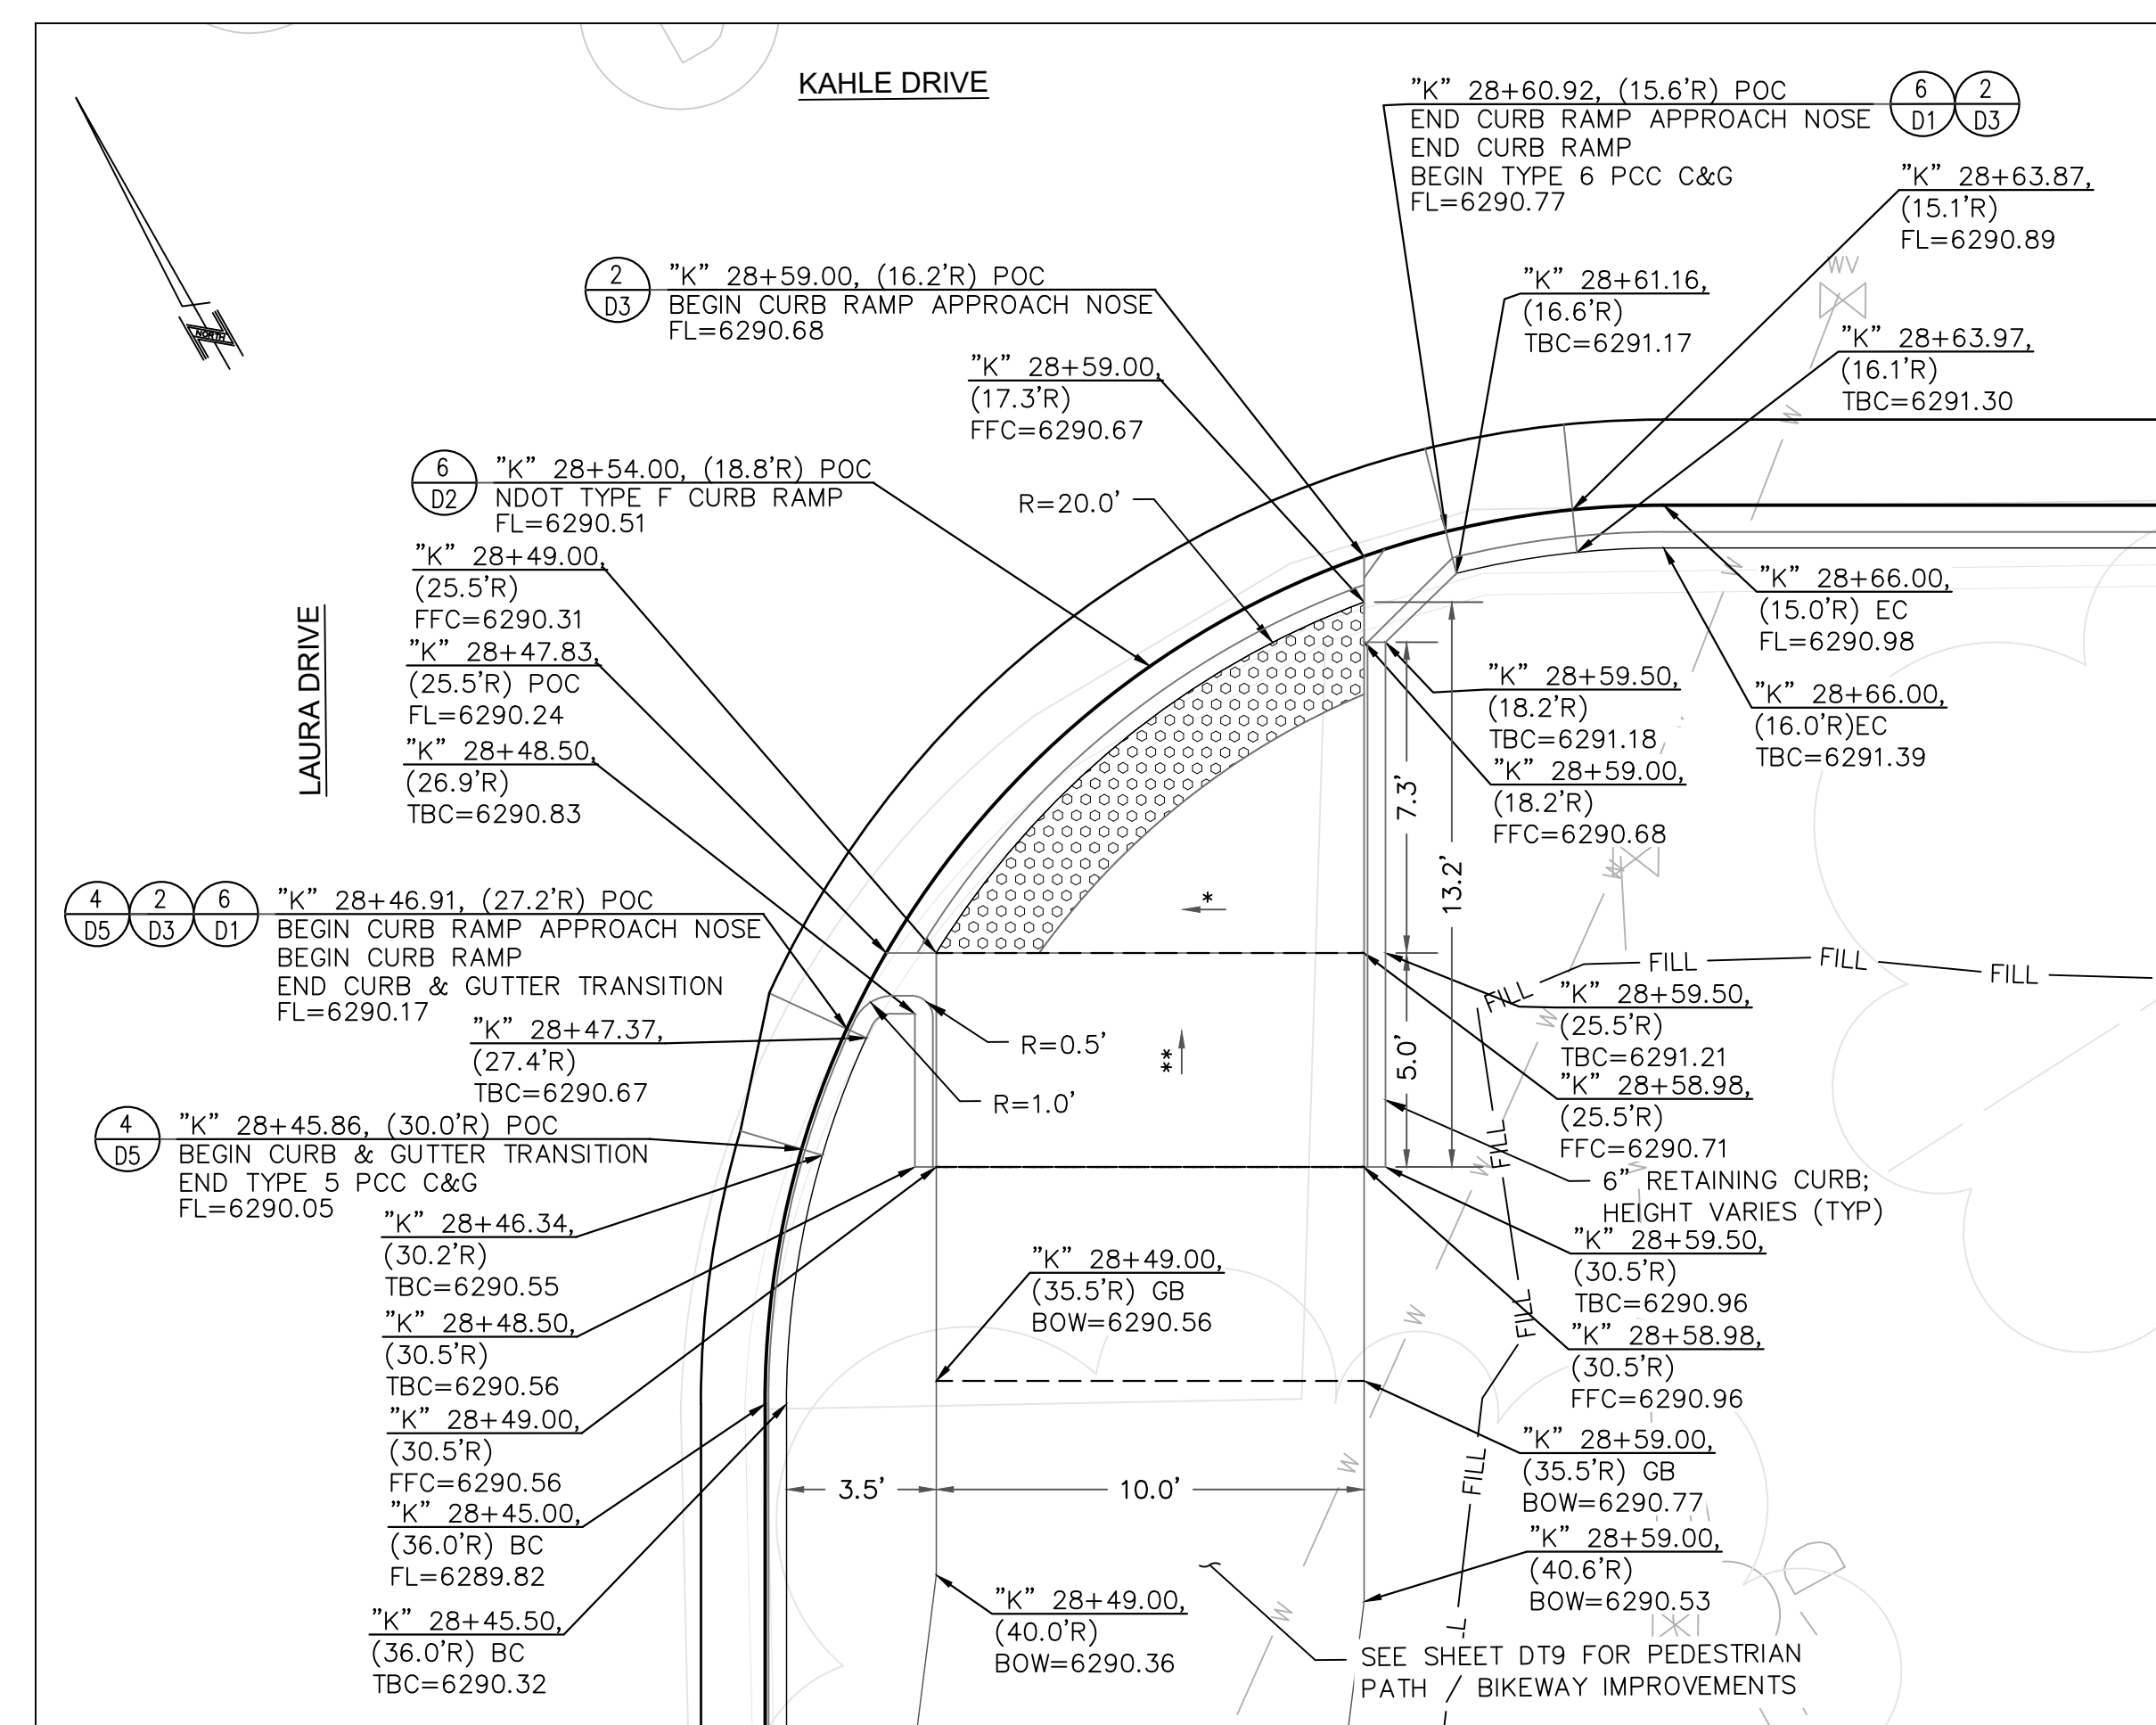 KAHLE DRIVE
"K" 28+60.92, (15.6'R) POC
END CURB RAMP APPROACH NOSE
END CURB RAMP
BEGIN TYPE 6 PCC C&G
FL=6290.77
6
D1
2
D3
"K" 28+63.87,
(15.1'R)
FL=6290.89
WV
2
D3
"K" 28+59.00, (16.2'R) POC
BEGIN CURB RAMP APPROACH NOSE
FL=6290.68
"K" 28+61.16,
(16.6'R)
TBC=6291.17
NORTH
"K" 28+63.97,
(16.1'R)
TBC=6291.30
"K" 28+59.00,
(17.3'R)
FFC=6290.67
W
6
D2
"K" 28+54.00, (18.8'R) POC
NDOT TYPE F CURB RAMP
FL=6290.51
R=20.0'
"K" 28+49.00,
(25.5'R)
FFC=6290.31
W
"K" 28+66.00,
(15.0'R) EC
FL=6290.98
LAURA DRIVE
"K" 28+47.83,
(25.5'R) POC
FL=6290.24
"K" 28+59.50,
(18.2'R)
TBC=6291.18
"K" 28+66.00,
(16.0'R)EC
TBC=6291.39
"K" 28+48.50,
(26.9'R)
TBC=6290.83
7.3'
"K" 28+59.00,
(18.2'R)
FFC=6290.68
13.2'
W
*
4
D5
2
D3
6
D1
"K" 28+46.91, (27.2'R) POC
BEGIN CURB RAMP APPROACH NOSE
BEGIN CURB RAMP
END CURB & GUTTER TRANSITION
FL=6290.17
FILL
FILL
FILL
FILL
"K" 28+59.50,
(25.5'R)
TBC=6291.21
W
"K" 28+47.37,
(27.4'R)
TBC=6290.67
R=0.5'
**
5.0'
R=1.0'
"K" 28+58.98,
(25.5'R)
FFC=6290.71
4
D5
"K" 28+45.86, (30.0'R) POC
BEGIN CURB & GUTTER TRANSITION
END TYPE 5 PCC C&G
FL=6290.05
FILL
W
W
6" RETAINING CURB;
HEIGHT VARIES (TYP)
"K" 28+46.34,
(30.2'R)
TBC=6290.55
"K" 28+49.00,
(35.5'R) GB
BOW=6290.56
"K" 28+59.50,
(30.5'R)
TBC=6290.96
FILL
W
"K" 28+48.50,
(30.5'R)
TBC=6290.56
"K" 28+58.98,
(30.5'R)
FFC=6290.96
"K" 28+49.00,
(30.5'R)
FFC=6290.56
"K" 28+59.00,
(35.5'R) GB
BOW=6290.77
W
FILL
3.5'
10.0'
"K" 28+45.00,
(36.0'R) BC
FL=6289.82
"K" 28+59.00,
(40.6'R)
BOW=6290.53
"K" 28+45.50,
(36.0'R) BC
TBC=6290.32
"K" 28+49.00,
(40.0'R)
BOW=6290.36
W
SEE SHEET DT9 FOR PEDESTRIAN
PATH / BIKEWAY IMPROVEMENTS